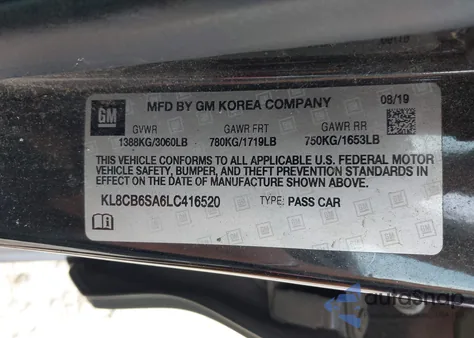 GM
MFD BY GM KOREA COMPANY
08/19
GVWR GAWR FRT GAWR RR
1388KG/3060LB 780KG/1719LB 750KG/1653LB
THIS VEHICLE CONFORMS TO ALL APPLICABLE U.S. FEDERAL MOTOR
VEHICLE SAFETY, BUMPER, AND THEFT PREVENTION STANDARDS
IN EFFECT ON THE DATE OF MANUFACTURE SHOWN ABOVE.
KL8CB6SA6LC416520 TYPE: PASS CAR
autoSnap